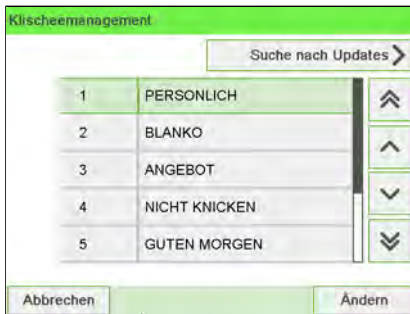 Klischeemanagement
Suche nach Updates
1 PERSONLICH
2 BLANKO
3 ANGEBOT
4 NICHT KNICKEN
5 GUTEN MORGEN
Abbrechen Ändern